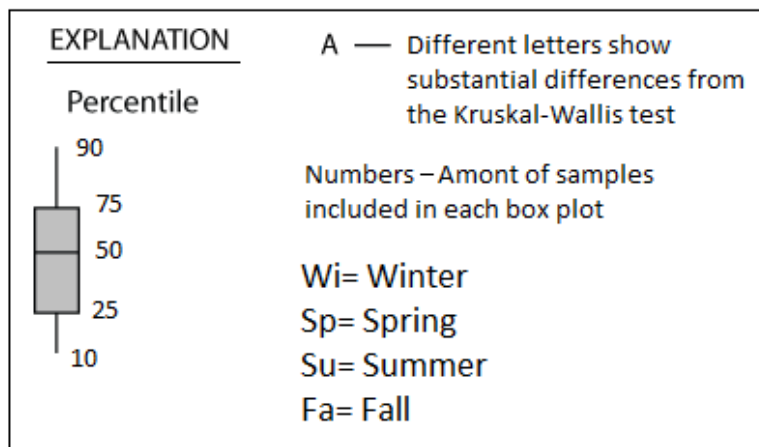 EXPLANATION
Percentile
90
75
50
25
10
A — Different letters show
substantial differences from
the Kruskal-Wallis test
Numbers – Amont of samples
included in each box plot
Wi= Winter
Sp= Spring
Su= Summer
Fa= Fall